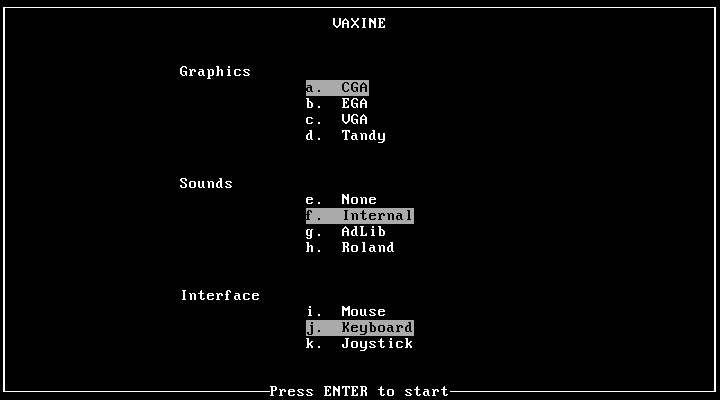 VAXINE
Graphics
a. CGA
b. EGA
c. VGA
d. Tandy
Sounds
e. None
f. Internal
g. AdLib
h. Roland
Interface
i. Mouse
j. Keyboard
k. Joystick
Press ENTER to start